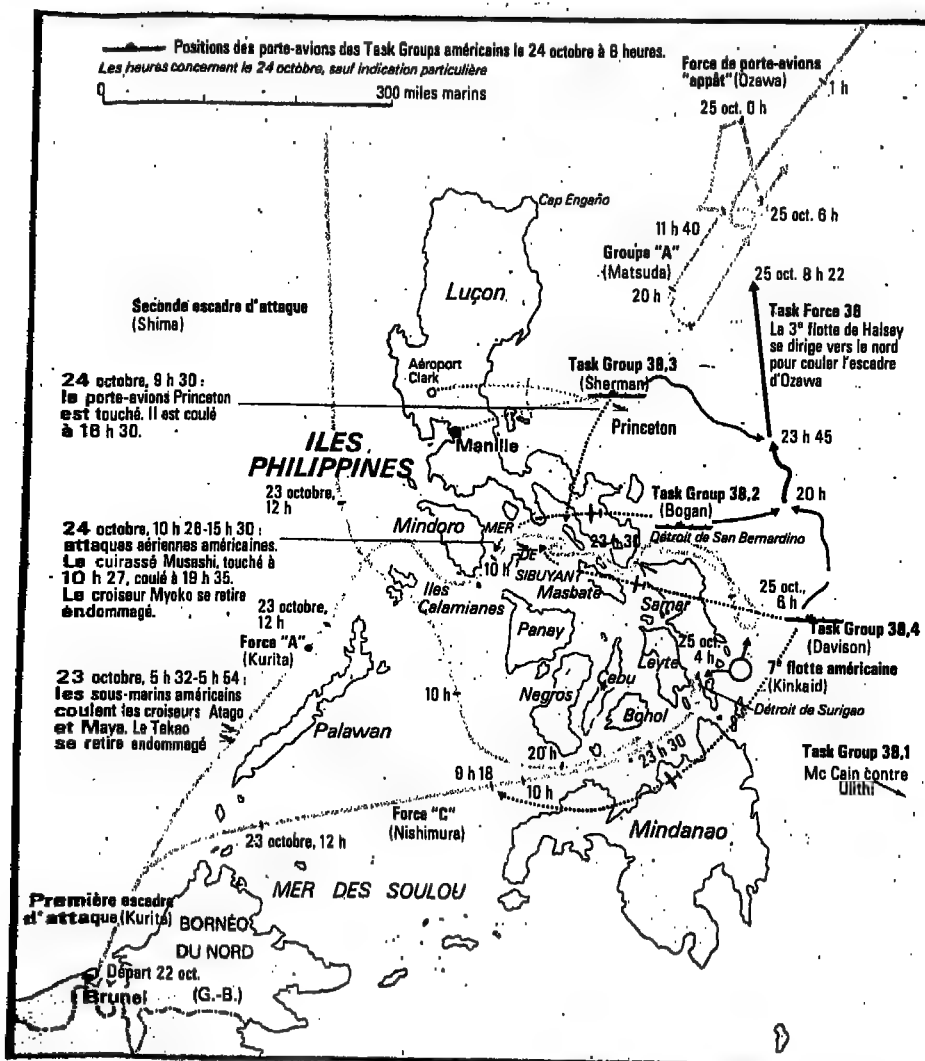 Positions des porte-avions des Task Groups américains le 24 octobre à 6 heures.
Les heures concernent le 24 octobre, sauf indication particulière
0
300 miles marins
Force de porte-avions
"appât" (Ozawa)
1 h
25 oct. 0 h
Cap Engaño
25 oct. 6 h
11 h 40
Groupe "A"
(Matsuda)
20 h
25 oct. 8 h 22
Luçon
Seconde escadre d'attaque
(Shima)
Task Force 38
La 3e flotte de Halsey
se dirige vers le nord
pour couler l'escadre
d'Ozawa
Aéroport
Clark
Task Group 38,3
(Sherman)
24 octobre, 9 h 30 :
le porte-avions Princeton
est touché. Il est coulé
à 18 h 30.
Princeton
23 h 45
Manille
ILES
PHILIPPINES
23 octobre,
12 h
Task Group 38,2
(Bogan)
20 h
Mindoro
MER
DE
SIBUYAN
23 h 30
Détroit de San Bernardino
24 octobre, 10 h 26-15 h 30 :
attaques aériennes américaines.
Le cuirassé Musashi, touché à
10 h 27, coulé à 19 h 35.
Le croiseur Myoko se retire
endommagé.
10 h
Masbate
Iles
Calamianes
Samar
25 oct.,
6 h
23 octobre,
12 h
Force "A"
(Kurita)
Panay
Task Group 38,4
(Davison)
25 oct.
4 h
Leyte
7e flotte américaine
(Kinkaid)
23 octobre, 5 h 32-5 h 54 :
les sous-marins américains
coulent les croiseurs Atago
et Maya. Le Takao
se retire endommagé
Cebu
Negros
Bohol
Détroit de Surigao
10 h
Palawan
20 h
23 h 30
9 h 18
10 h
Task Group 38,1
Mc Cain contre
Ulithi
Force "C"
(Nishimura)
Mindanao
23 octobre, 12 h
MER DES SOULOU
Première escadre
d'attaque (Kurita)
BORNÉO
DU NORD
Départ 22 oct.
Brunei
(G.-B.)